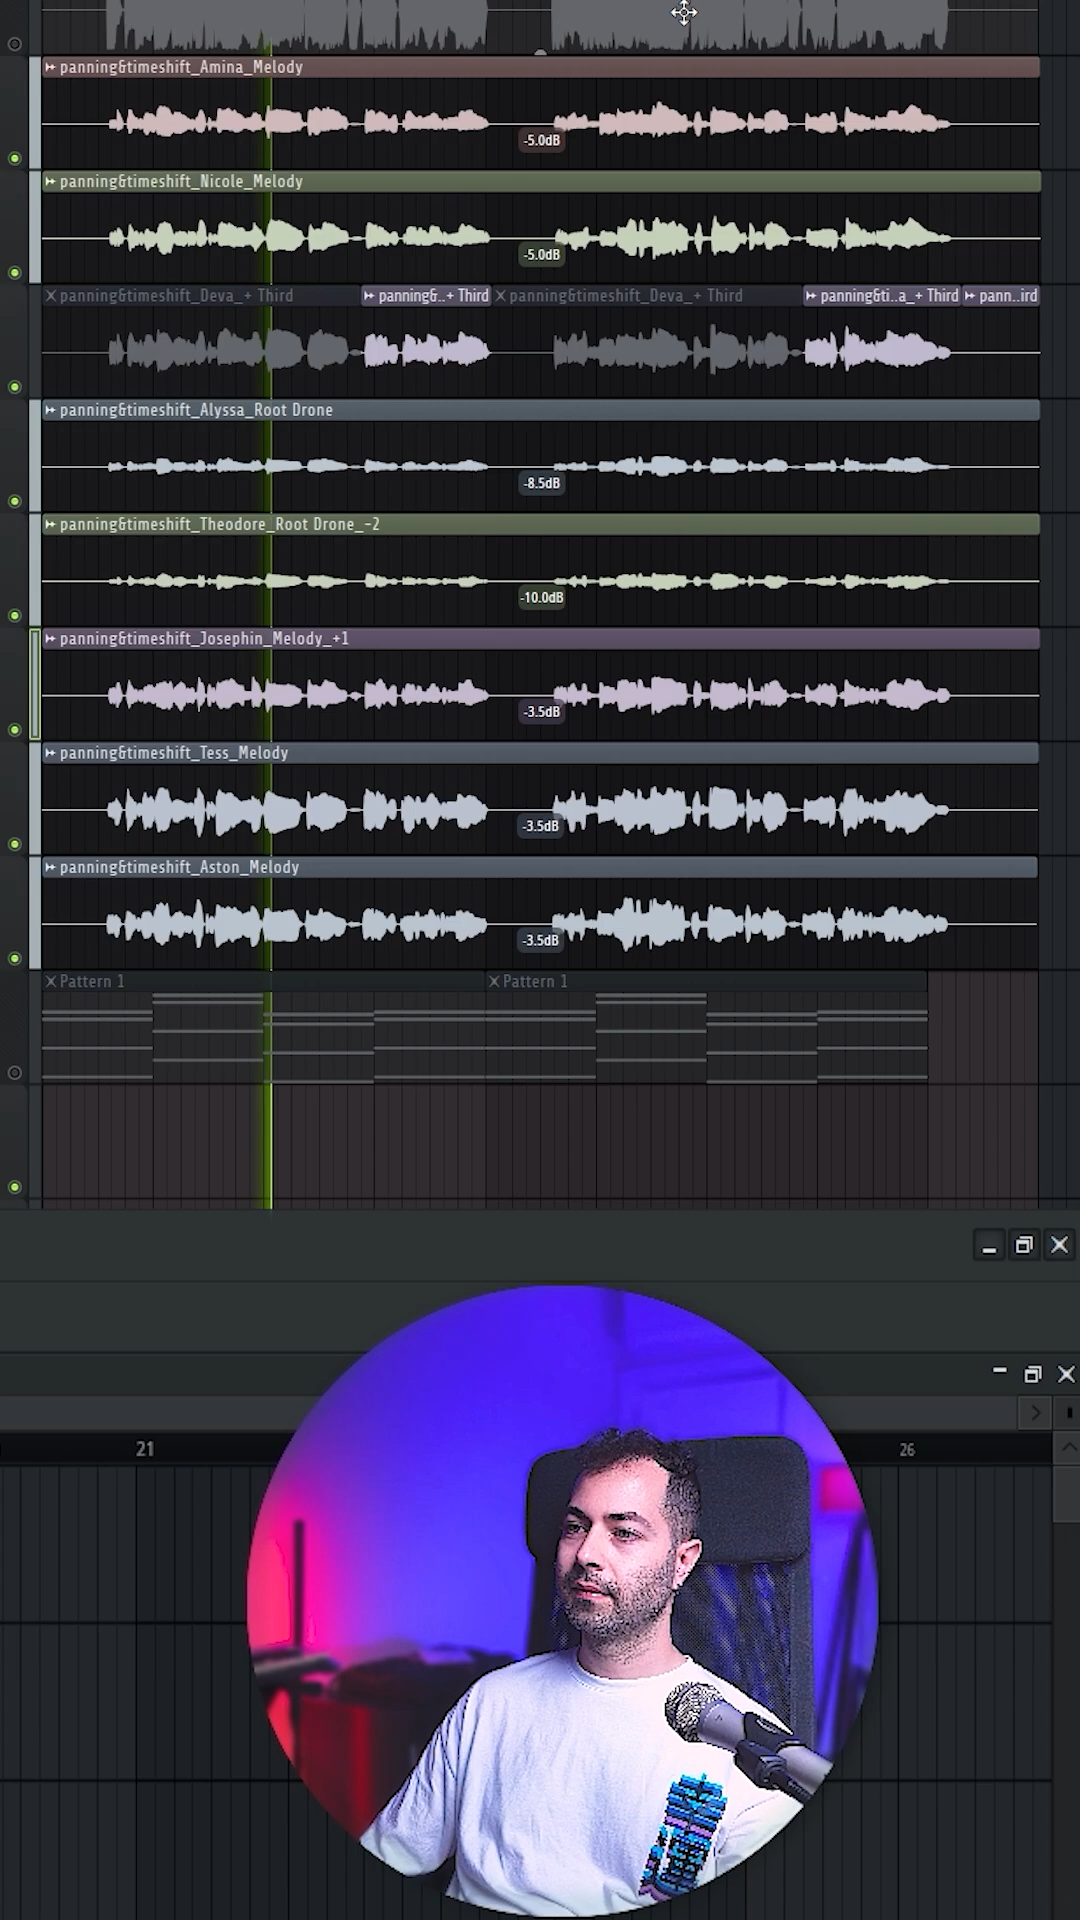 panning&timeshift_Amina_Melody
-5.0dB
panning&timeshift_Nicole_Melody
-5.0dB
panning&timeshift_Deva_+ Third
panning&..+ Third
panning&timeshift_Deva_+ Third
panning&ti..a_+ Third
pann..ird
panning&timeshift_Alyssa_Root Drone
-8.5dB
panning&timeshift_Theodore_Root Drone_-2
-10.0dB
panning&timeshift_Josephin_Melody_+1
-3.5dB
panning&timeshift_Tess_Melody
-3.5dB
panning&timeshift_Aston_Melody
-3.5dB
Pattern 1
Pattern 1
21
26